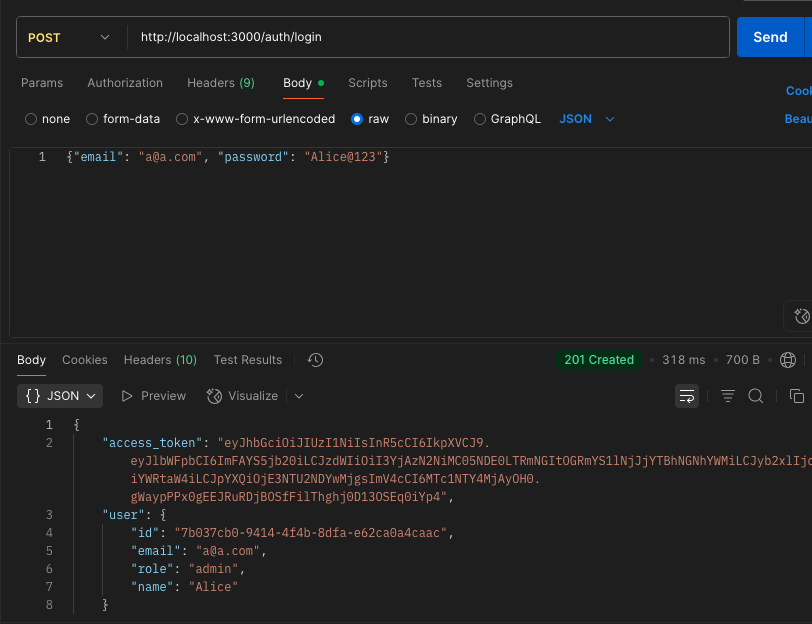 POST http://localhost:3000/auth/login Send
Params Authorization Headers (9) Body Scripts Tests Settings
none form-data x-www-form-urlencoded raw binary GraphQL JSON
1 {"email": "a@a.com", "password": "Alice@123"}
Body Cookies Headers (10) Test Results 201 Created 318 ms 700 B
{} JSON Preview Visualize
1 {
2 "access_token": "eyJhbGciOiJIUzI1NiIsInR5cCI6IkpXVCJ9.
eyJlbWFpbCI6ImFAYS5jb20iLCJzdWIiOiI3YjAzN2NiMC05NDE0LTRmNGItOGRmYS1lNjJjYTBhNGNhYWMiLCJyb2xlIjo
iYWRtaW4iLCJpYXQiOjE3NTU2NDYwMjgsImV4cCI6MTc1NTY4MjAyOH0.
gWaypPPx0gEEJRuRDjBOSfFilThghj0D13OSEq0iYp4",
3 "user": {
4 "id": "7b037cb0-9414-4f4b-8dfa-e62ca0a4caac",
5 "email": "a@a.com",
6 "role": "admin",
7 "name": "Alice"
8 }